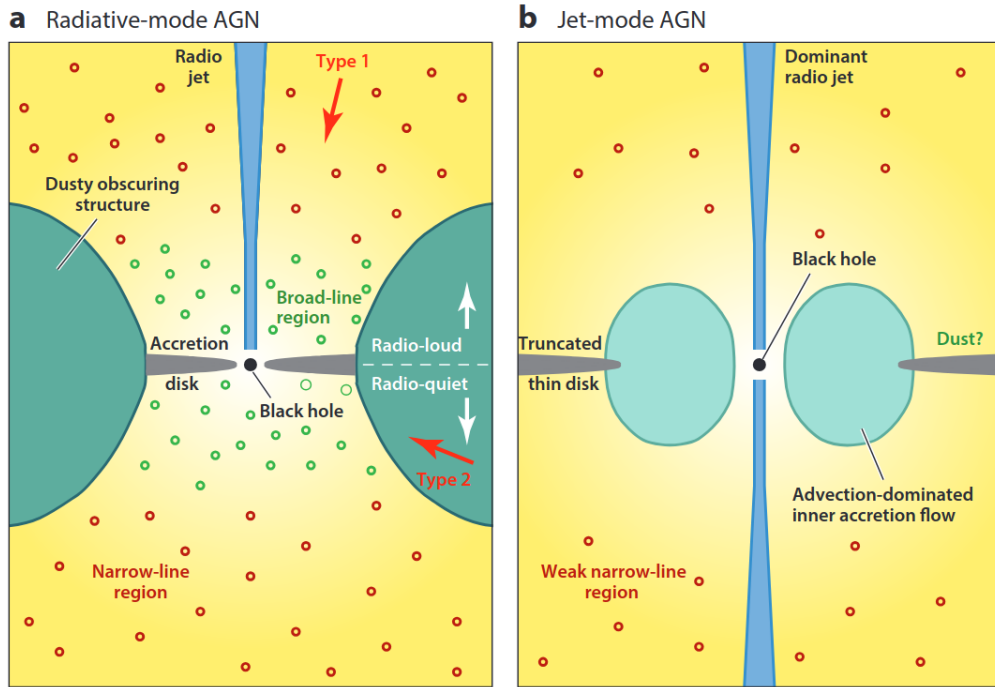 a Radiative-mode AGN
Radio
jet
Type 1
Dusty obscuring
structure
Broad-line
region
Accretion
disk
Radio-loud
Radio-quiet
Black hole
Type 2
Narrow-line
region
b Jet-mode AGN
Dominant
radio jet
Black hole
Truncated
thin disk
Dust?
Advection-dominated
inner accretion flow
Weak narrow-line
region